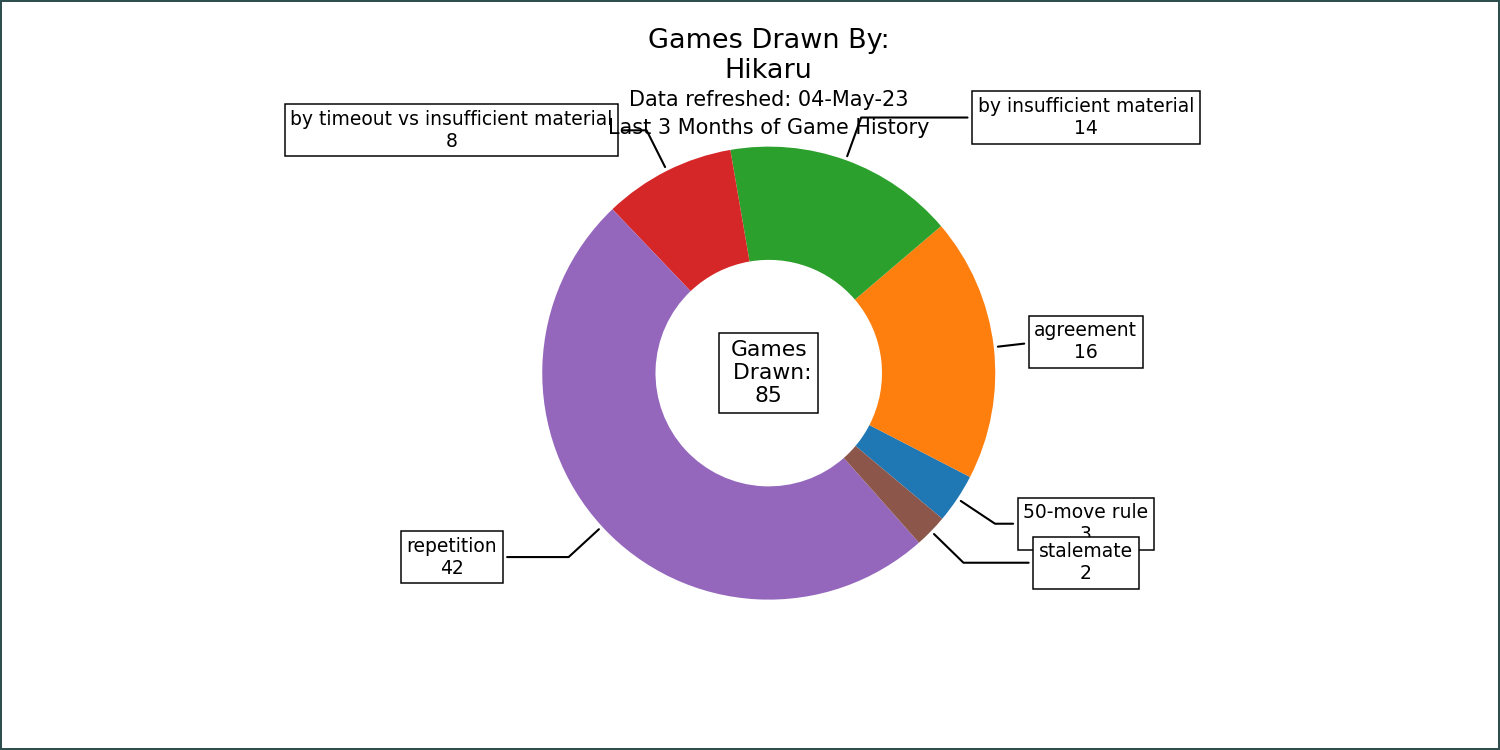 Games Drawn By:
Hikaru
Data refreshed: 04-May-23
Last 3 Months of Game History
by timeout vs insufficient material
8
by insufficient material
14
agreement
16
Games
Drawn:
85
50-move rule
3
stalemate
2
repetition
42